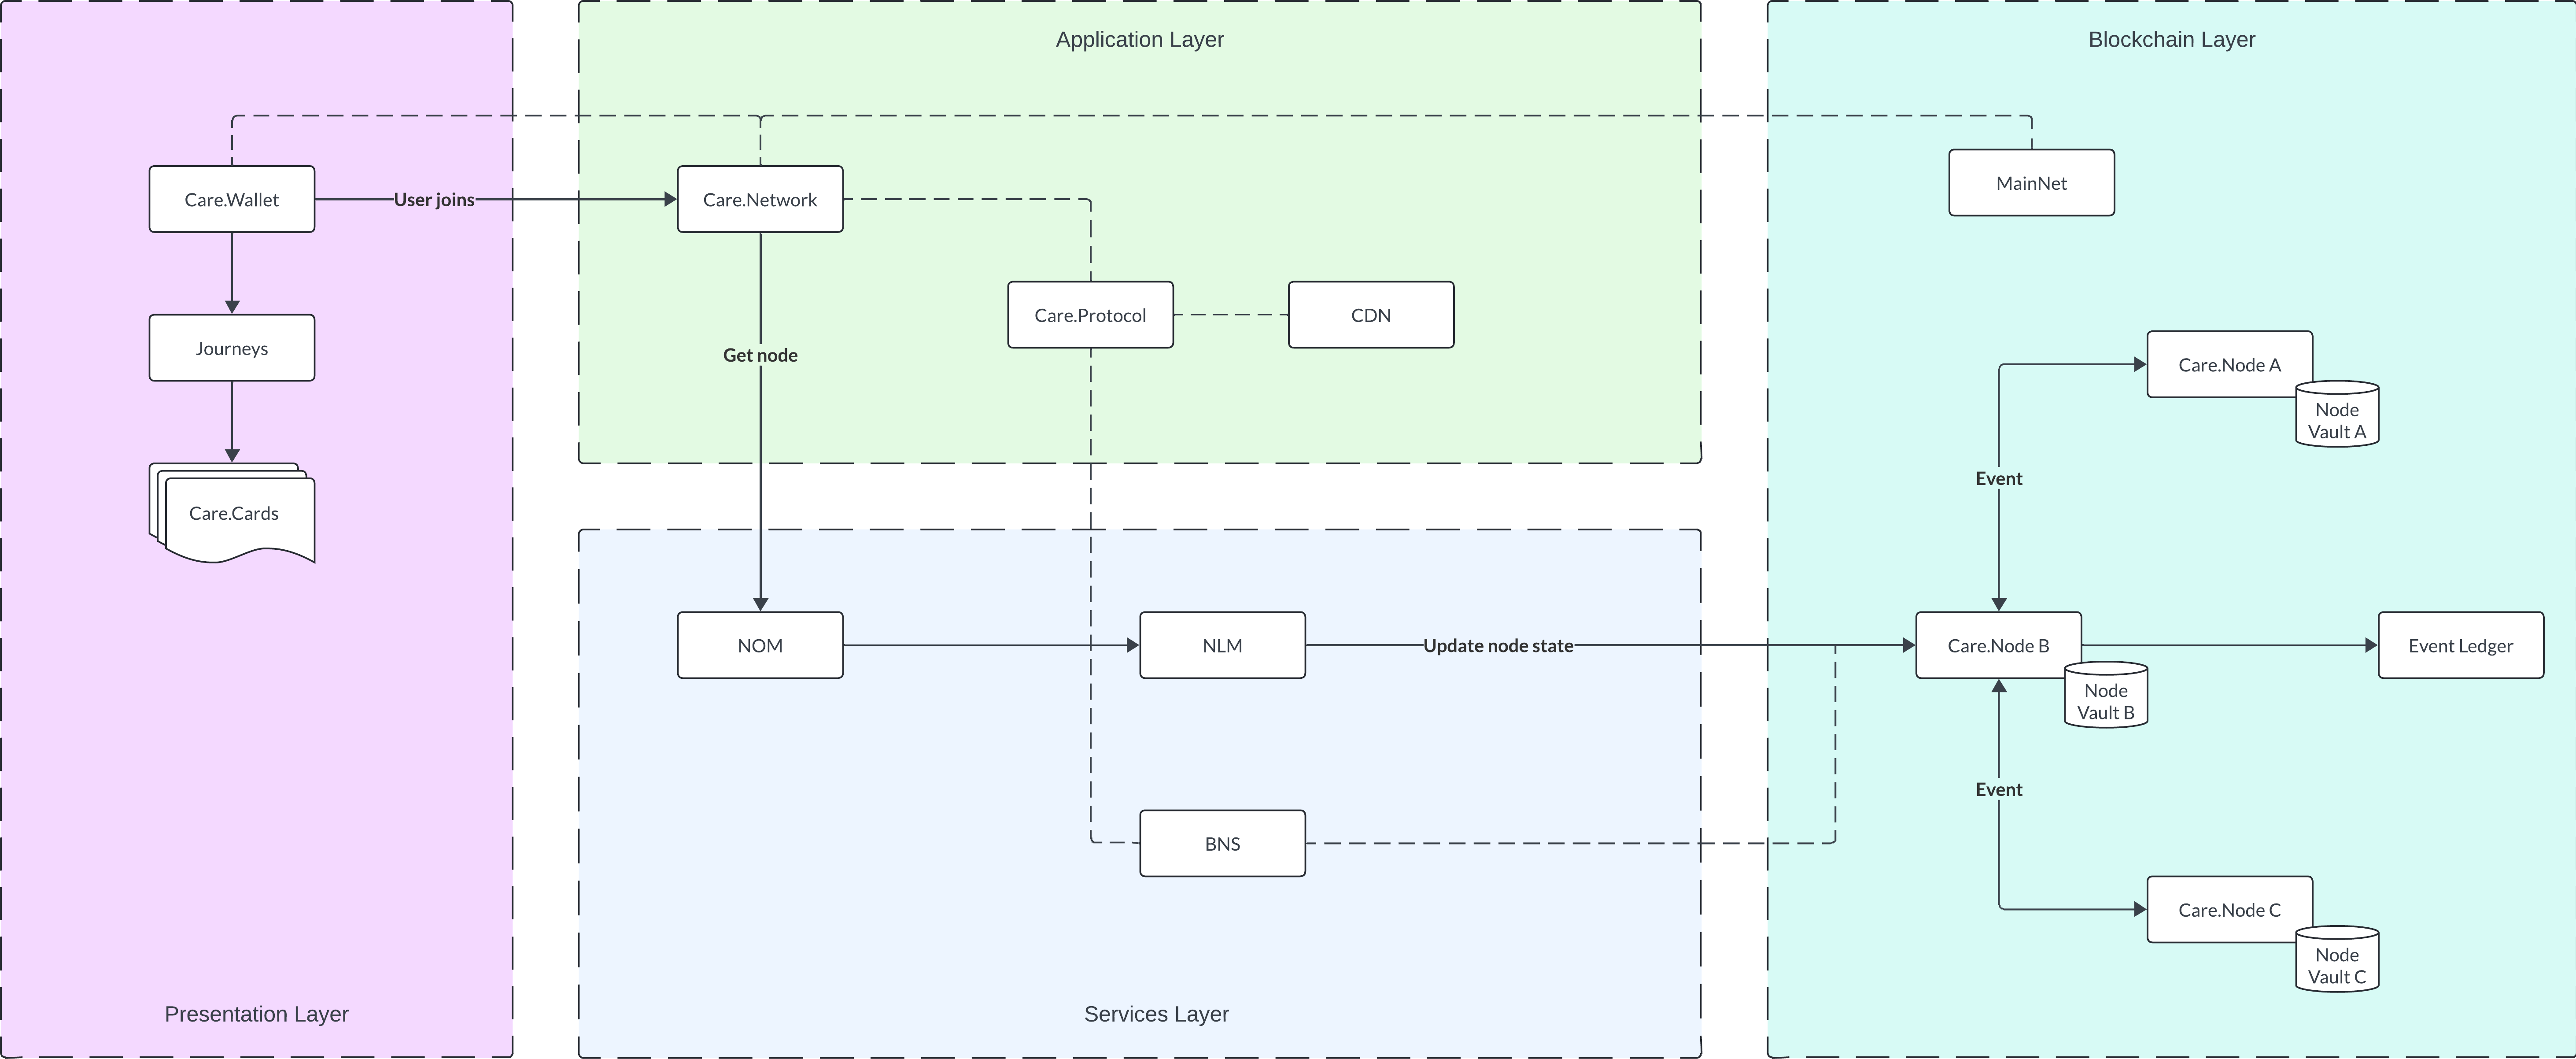 Application Layer
Blockchain Layer
Care.Wallet
User joins
Care.Network
MainNet
Care.Protocol
CDN
Journeys
Get node
Care.Node A
Node
Vault A
Event
Care.Cards
NOM
NLM
Update node state
Care.Node B
Event Ledger
Node
Vault B
Event
BNS
Care.Node C
Node
Vault C
Presentation Layer
Services Layer